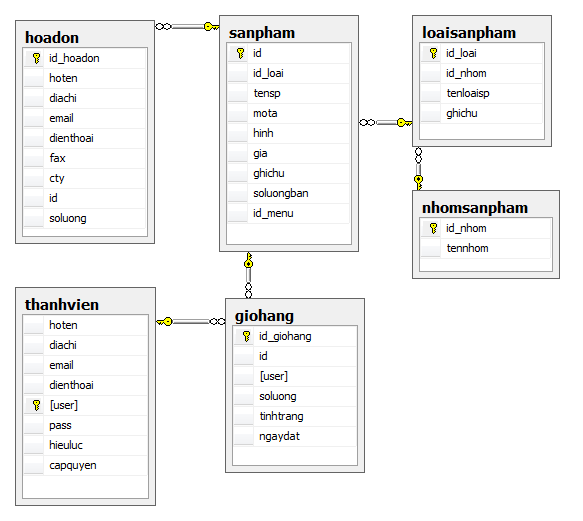 hoadon
id_hoadon
hoten
diachi
email
dienthoai
fax
cty
id
soluong
sanpham
id
id_loai
tensp
mota
hinh
gia
ghichu
soluongban
id_menu
loaisanpham
id_loai
id_nhom
tenloaisp
ghichu
nhomsanpham
id_nhom
tennhom
thanhvien
hoten
diachi
email
dienthoai
[user]
pass
hieuluc
capquyen
giohang
id_giohang
id
[user]
soluong
tinhtrang
ngaydat